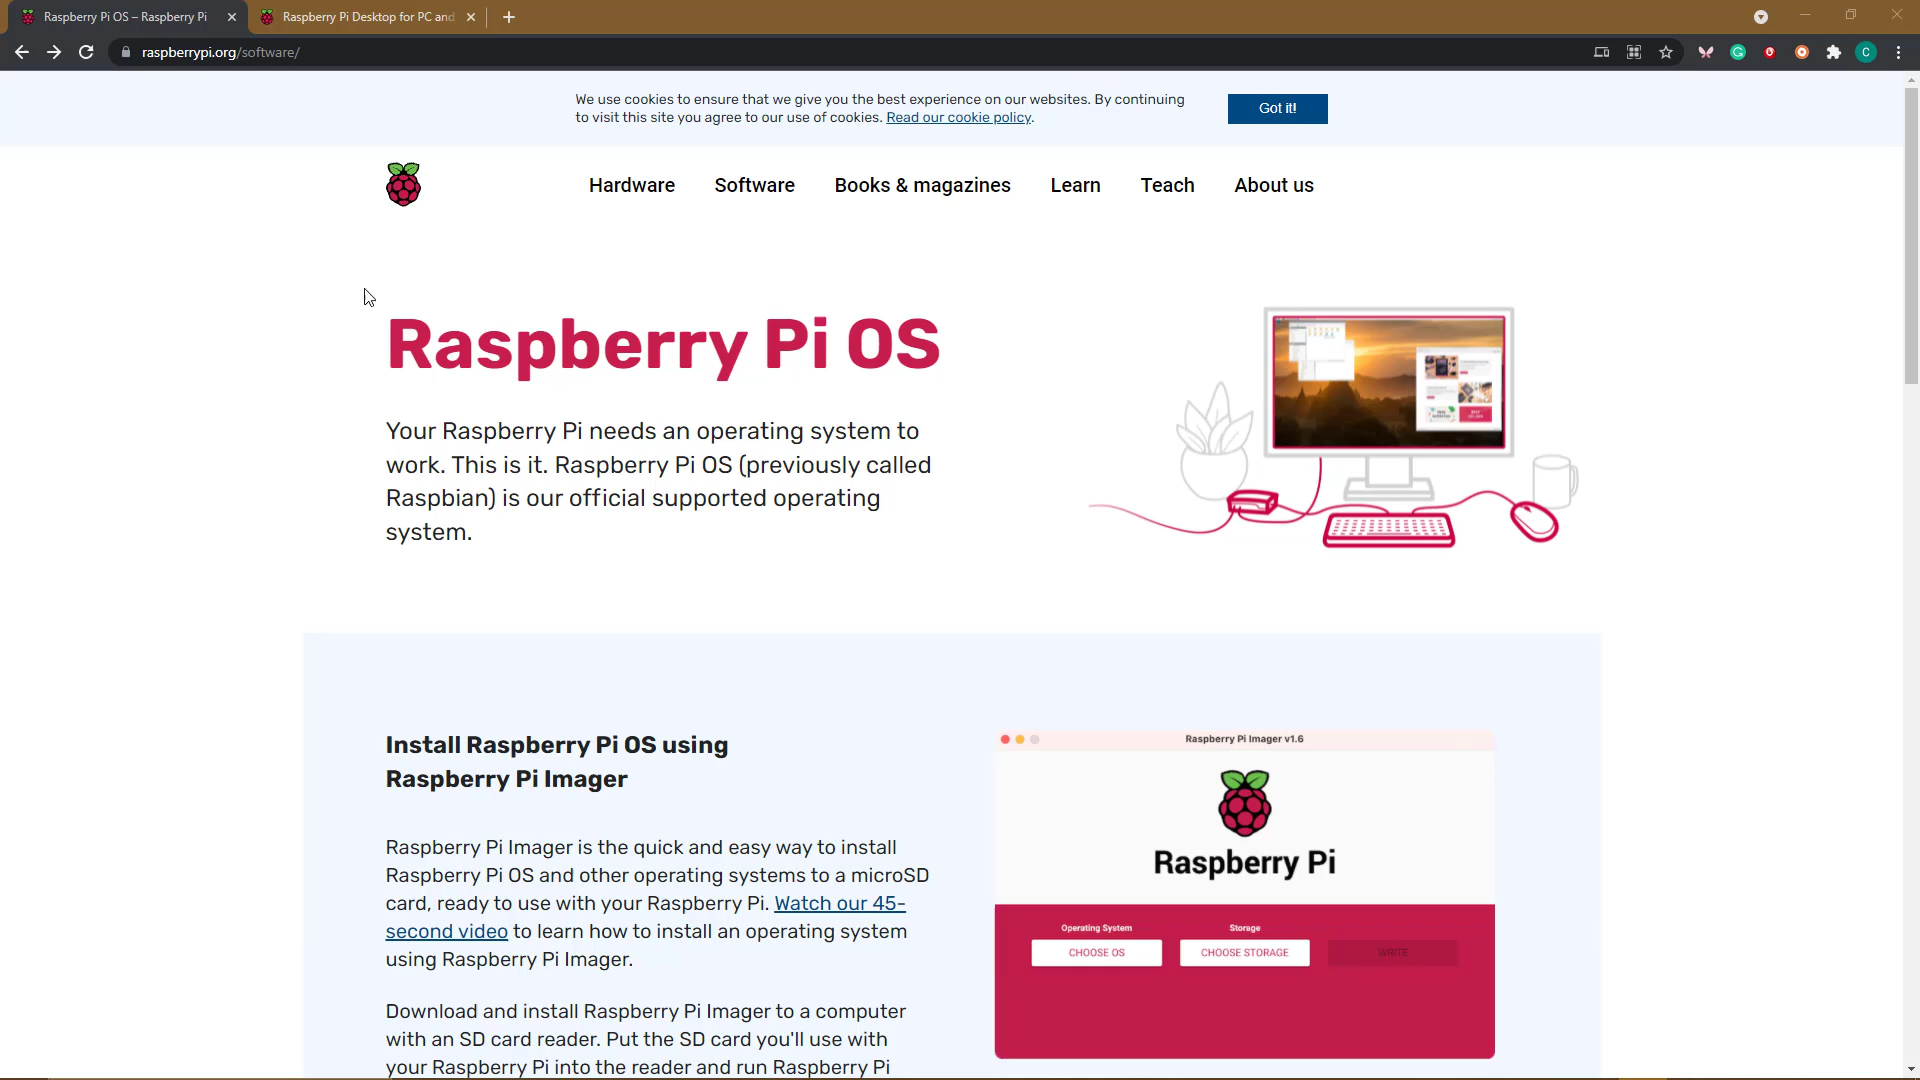 Raspberry Pi OS – Raspberry Pi
Raspberry Pi Desktop for PC and
raspberrypi.org/software/
C
We use cookies to ensure that we give you the best experience on our websites. By continuing
to visit this site you agree to our use of cookies. Read our cookie policy.
Got it!
Hardware
Software
Books & magazines
Learn
Teach
About us
Raspberry Pi OS
Your Raspberry Pi needs an operating system to
work. This is it. Raspberry Pi OS (previously called
Raspbian) is our official supported operating
system.
Install Raspberry Pi OS using
Raspberry Pi Imager
Raspberry Pi Imager is the quick and easy way to install
Raspberry Pi OS and other operating systems to a microSD
card, ready to use with your Raspberry Pi. Watch our 45-
second video to learn how to install an operating system
using Raspberry Pi Imager.
Download and install Raspberry Pi Imager to a computer
with an SD card reader. Put the SD card you'll use with
your Raspberry Pi into the reader and run Raspberry Pi
Raspberry Pi Imager v1.6
Raspberry Pi
Operating System
Storage
CHOOSE OS
CHOOSE STORAGE
WRITE